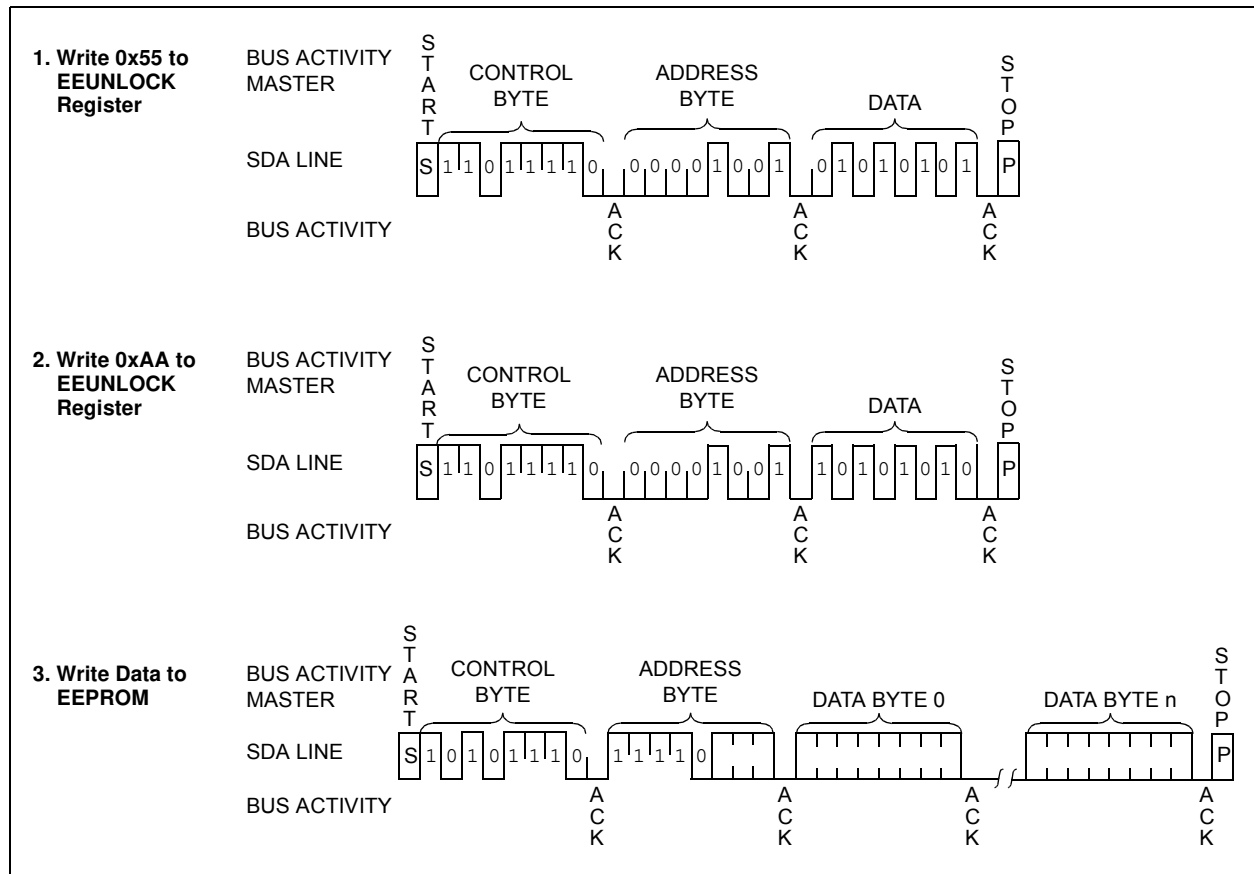 1. Write 0x55 to
EEUNLOCK
Register
BUS ACTIVITY
MASTER
START
CONTROL
BYTE
ADDRESS
BYTE
DATA
STOP
SDA LINE
S 1 1 0 1 1 1 1 0 0 0 0 0 1 0 0 1 0 1 0 1 0 1 0 1 P
BUS ACTIVITY
ACK
ACK
ACK
2. Write 0xAA to
EEUNLOCK
Register
BUS ACTIVITY
MASTER
START
CONTROL
BYTE
ADDRESS
BYTE
DATA
STOP
SDA LINE
S 1 1 0 1 1 1 1 0 0 0 0 0 1 0 0 1 1 0 1 0 1 0 1 0 P
BUS ACTIVITY
ACK
ACK
ACK
3. Write Data to
EEPROM
BUS ACTIVITY
MASTER
START
CONTROL
BYTE
ADDRESS
BYTE
DATA BYTE 0
DATA BYTE n
STOP
SDA LINE
S 1 0 1 0 1 1 1 0 1 1 1 1 0 P
BUS ACTIVITY
ACK
ACK
ACK
ACK